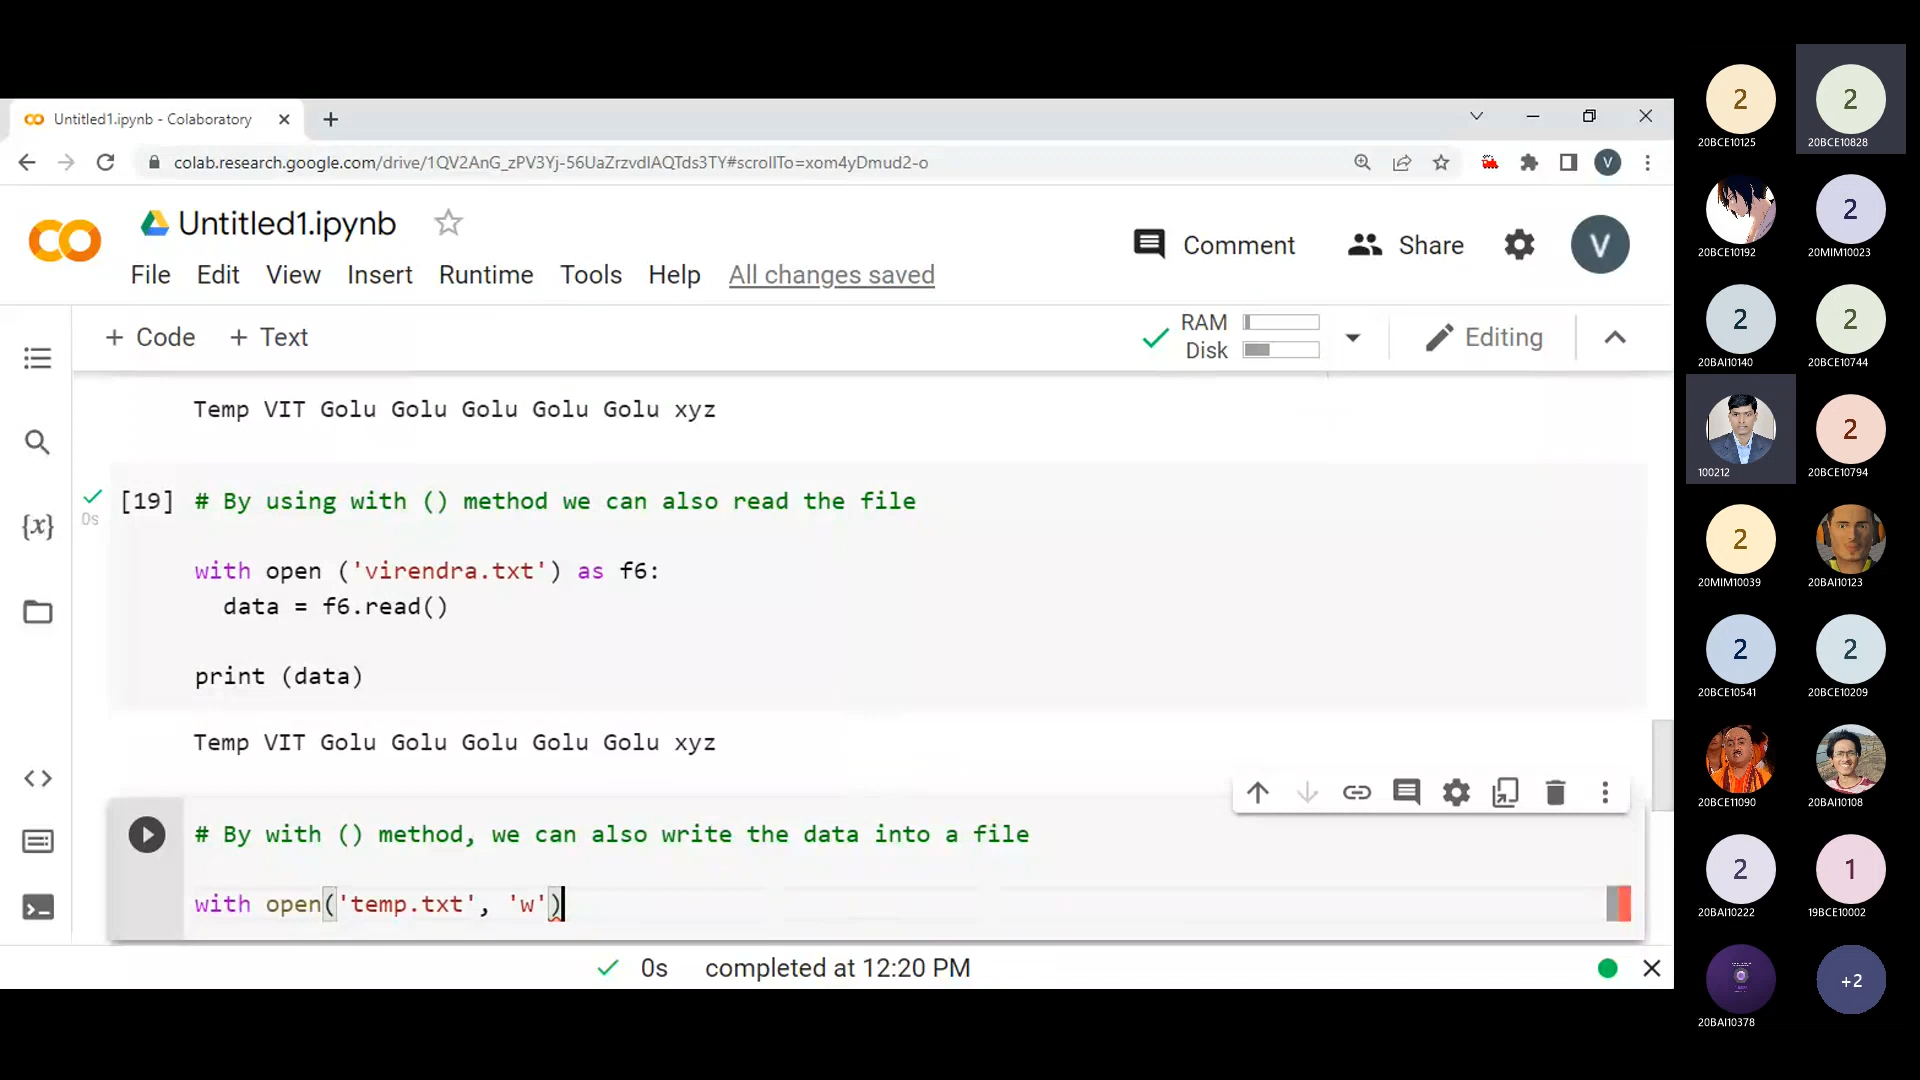 Untitled1.ipynb - Colaboratory
colab.research.google.com/drive/1QV2AnG_zPV3Yj-56UaZrzvdIAQTds3TY#scrollTo=xom4yDmud2-o
V
Untitled1.ipynb
Comment
Share
V
File Edit View Insert Runtime Tools Help All changes saved
+ Code + Text
RAM
Disk
Editing
Temp VIT Golu Golu Golu Golu Golu xyz
[19] # By using with () method we can also read the file
0s
{x}
with open ('virendra.txt') as f6:
data = f6.read()
print (data)
Temp VIT Golu Golu Golu Golu Golu xyz
# By with () method, we can also write the data into a file
with open('temp.txt', 'w')
0s completed at 12:20 PM
2 2
20BCE10125 20BCE10828
2
20BCE10192 20MIM10023
2 2
20BAI10140 20BCE10744
2
100212 20BCE10794
2
20MIM10039 20BAI10123
2 2
20BCE10541 20BCE10209
20BCE11090 20BAI10108
2 1
20BAI10222 19BCE10002
+2
20BAI10378